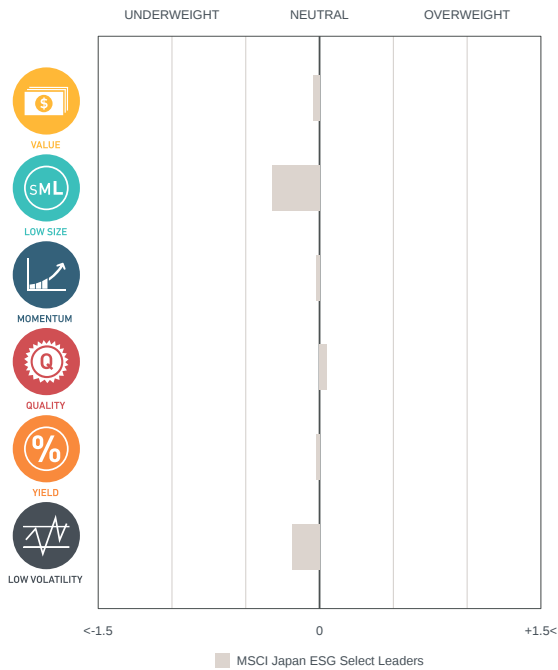 UNDERWEIGHT NEUTRAL OVERWEIGHT
$
VALUE
SML
LOW SIZE
MOMENTUM
Q
QUALITY
%
YIELD
LOW VOLATILITY
<-1.5 0 +1.5<
MSCI Japan ESG Select Leaders